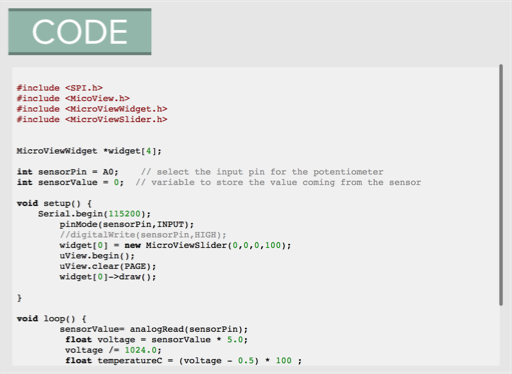 CODE
#include <SPI.h>
#include <MicoView.h>
#include <MicroViewWidget.h>
#include <MicroViewSlider.h>
MicroViewWidget *widget[4];
int sensorPin = A0;    // select the input pin for the potentiometer
int sensorValue = 0;  // variable to store the value coming from the sensor
void setup() {
Serial.begin(115200);
pinMode(sensorPin,INPUT);
//digitalWrite(sensorPin,HIGH);
widget[0] = new MicroViewSlider(0,0,0,100);
uView.begin();
uView.clear(PAGE);
widget[0]->draw();
}
void loop() {
sensorValue= analogRead(sensorPin);
float voltage = sensorValue * 5.0;
voltage /= 1024.0;
float temperatureC = (voltage - 0.5) * 100 ;